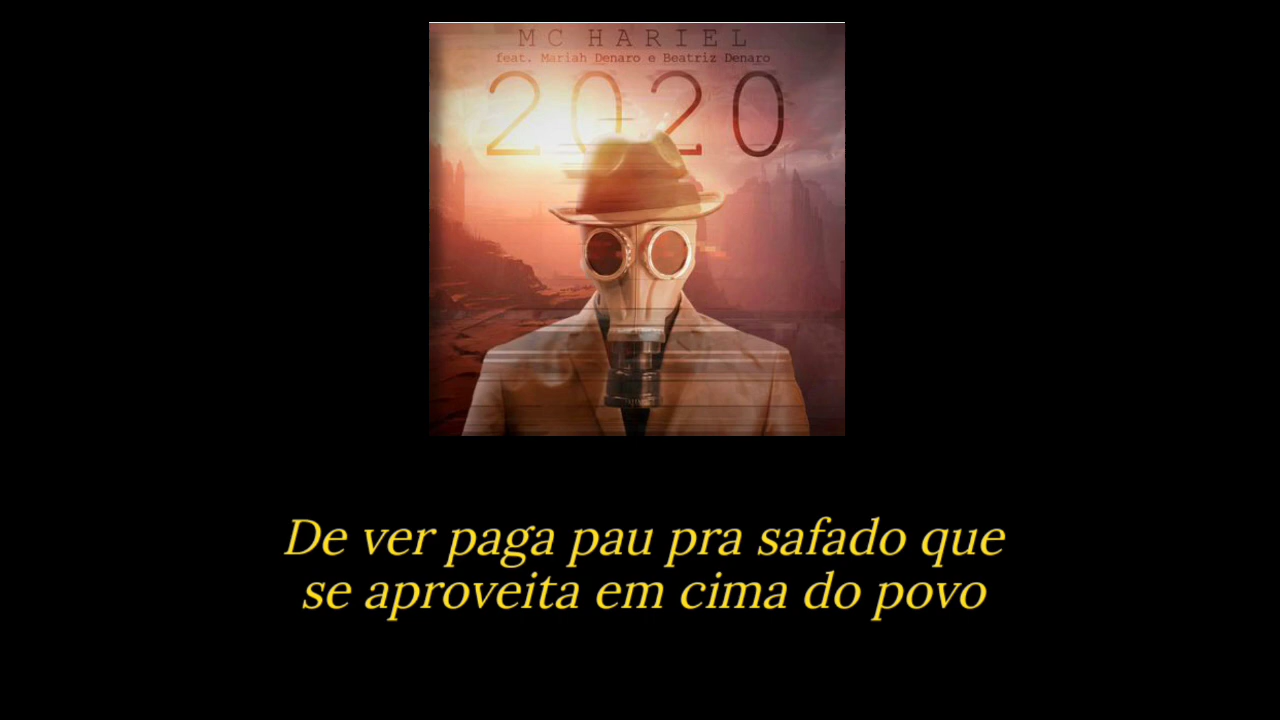 MC HARIEL
feat. Mariah Denaro e Beatriz Denaro
2020
De ver paga pau pra safado que
se aproveita em cima do povo